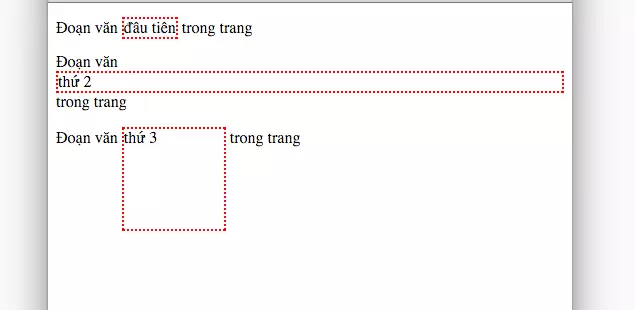 Đoạn văn đầu tiên trong trang
Đoạn văn
thứ 2
trong trang
Đoạn văn thứ 3 trong trang